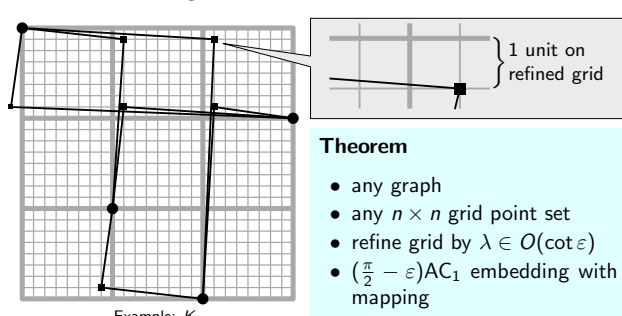 1 unit on
refined grid
Theorem
• any graph
• any n × n grid point set
• refine grid by λ ∈ O(cot ε)
• (π/2 − ε)AC₁ embedding with
mapping
Example: K